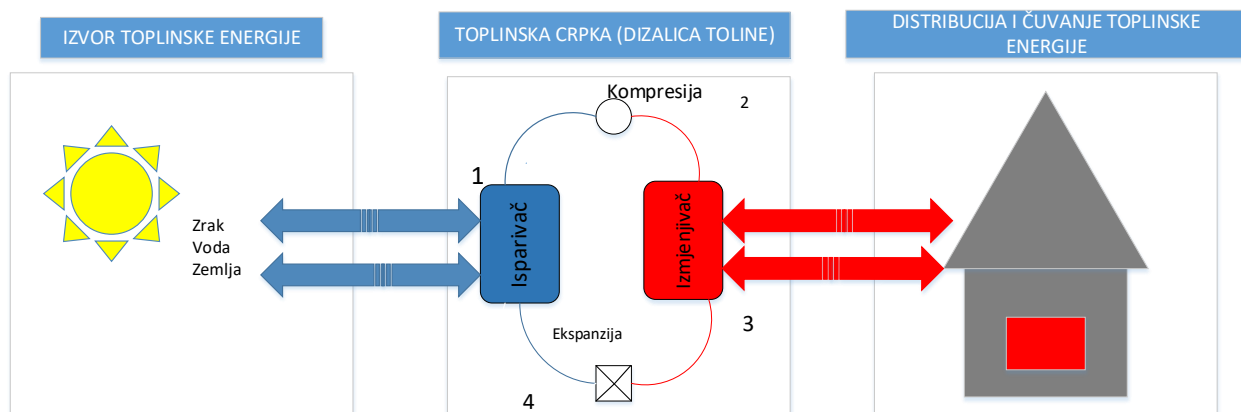 IZVOR TOPLINSKE ENERGIJE
TOPLINSKA CRPKA (DIZALICA TOLINE)
DISTRIBUCIJA I ČUVANJE TOPLINSKE
ENERGIJE
Kompresija
2
1
Isparivač
Izmjenjivač
Zrak
Voda
Zemlja
Ekspanzija
3
4